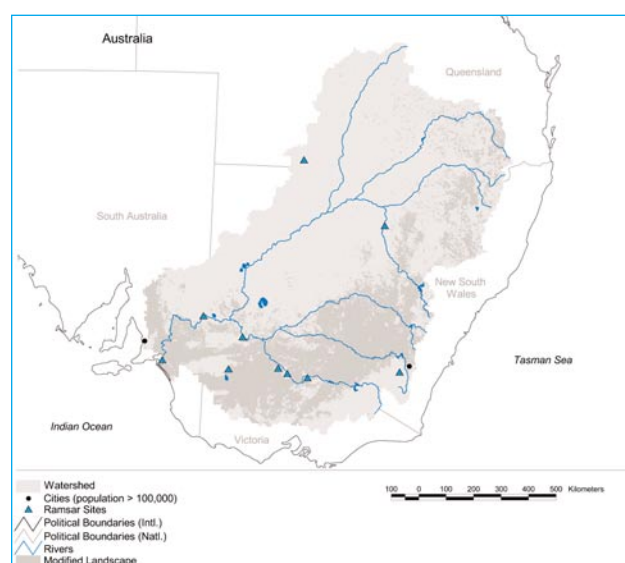 Australia
Queensland
South Australia
New South
Wales
Tasman Sea
Indian Ocean
Victoria
Watershed
Cities (population > 100,000)
Ramsar Sites
Political Boundaries (Intl.)
Political Boundaries (Natl.)
Rivers
Modified Landscape
100 0 100 200 300 400 500 Kilometers